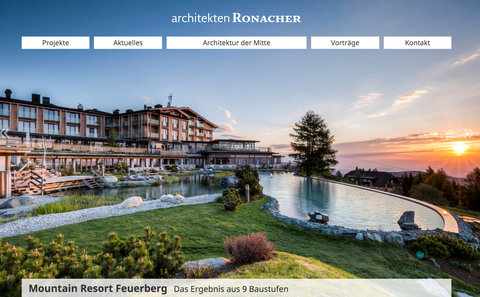 architekten RONACHER
Projekte
Aktuelles
Architektur der Mitte
Vorträge
Kontakt
Mountain Resort Feuerberg Das Ergebnis aus 9 Baustufen